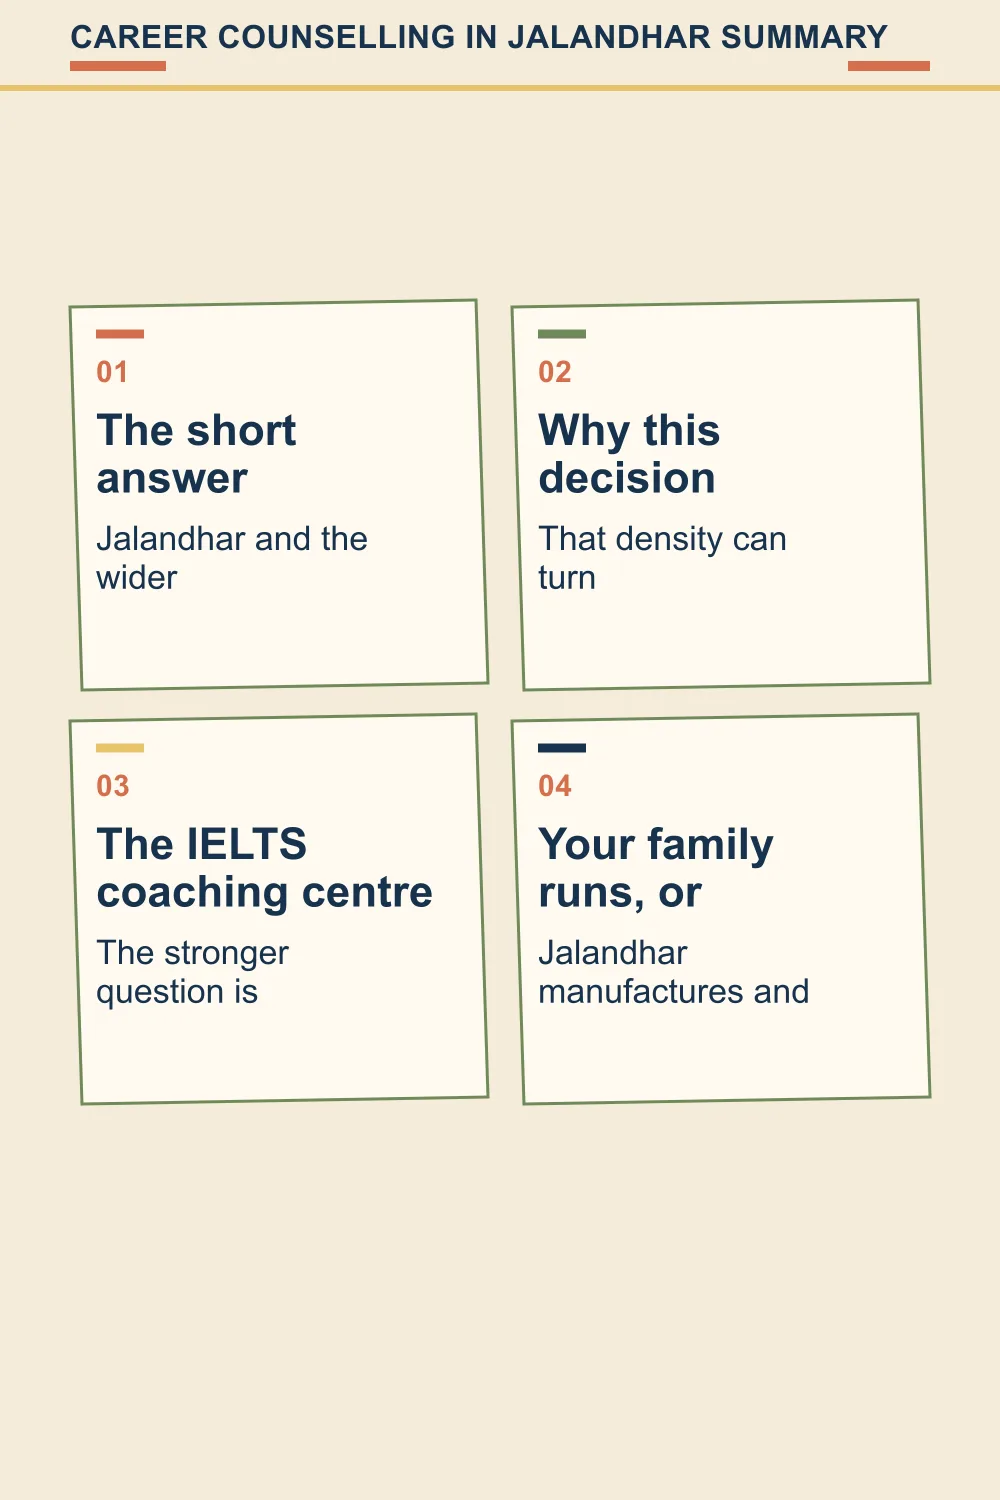 CAREER COUNSELLING IN JALANDHAR SUMMARY
01
The short
answer
Jalandhar and the
wider
02
Why this
decision
That density can
turn
03
The IELTS
coaching centre
The stronger
question is
04
Your family
runs, or
Jalandhar
manufactures and